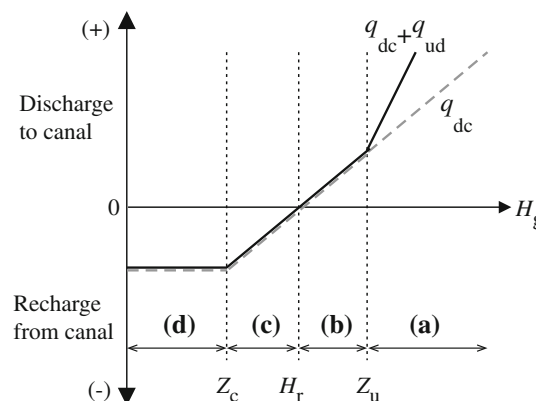 (+)
q_dc+q_ud
Discharge
to canal
q_dc
0
H_g
Recharge
from canal
(d) (c) (b) (a)
(-)
Z_c H_r Z_u